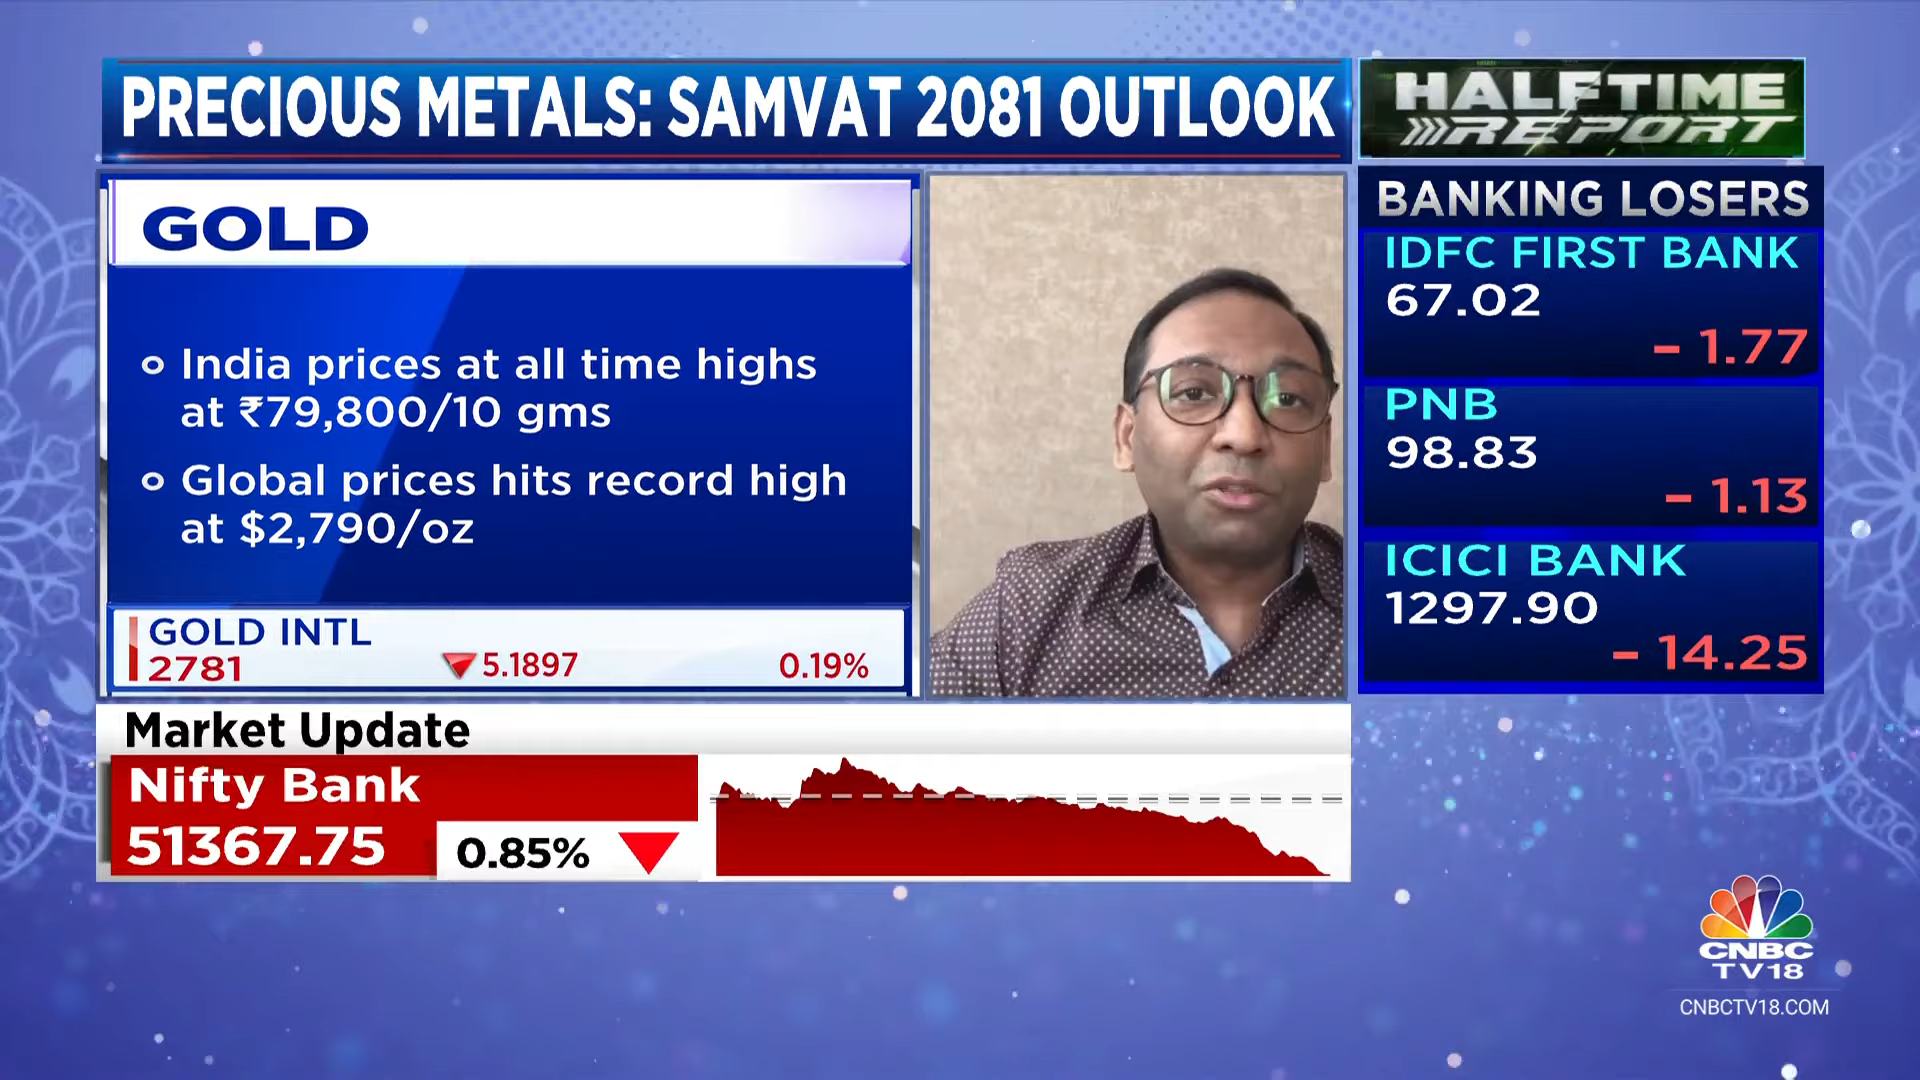 PRECIOUS METALS: SAMVAT 2081 OUTLOOK
HALFTIME
REPORT
GOLD
India prices at all time highs
at ₹79,800/10 gms
Global prices hits record high
at $2,790/oz
GOLD INTL
2781 5.1897 0.19%
BANKING LOSERS
IDFC FIRST BANK
67.02
- 1.77
PNB
98.83
- 1.13
ICICI BANK
1297.90
- 14.25
Market Update
Nifty Bank
51367.75 0.85%
CNBC
TV18
CNBCTV18.COM